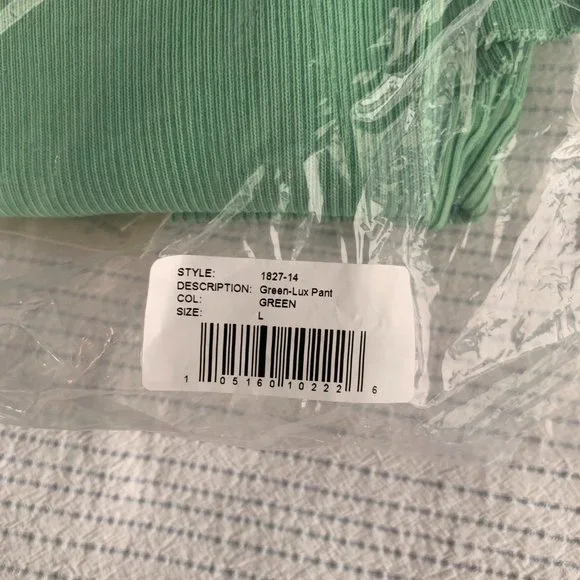 STYLE: 1827-14
DESCRIPTION: Green-Lux Pant
COL: GREEN
SIZE: L
1 05160 10222 6